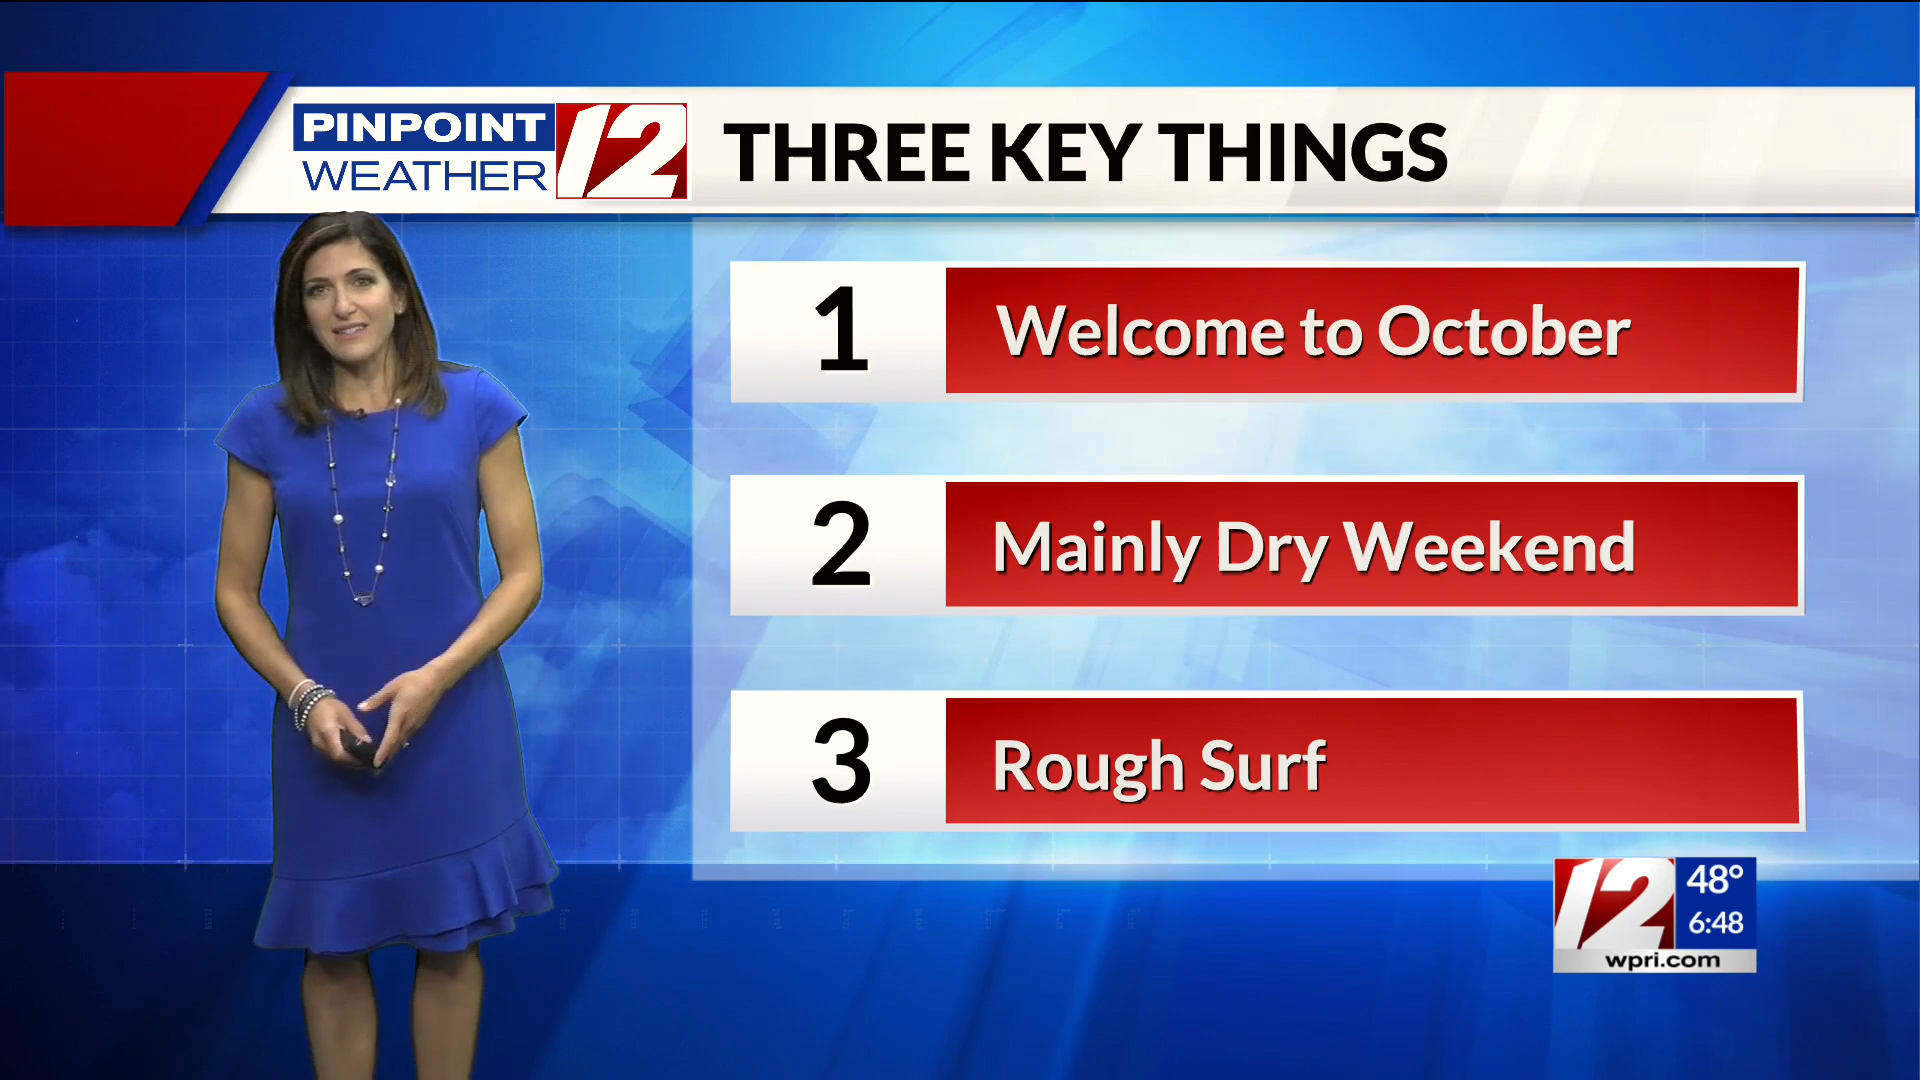 PINPOINT
WEATHER
12
THREE KEY THINGS
1
Welcome to October
2
Mainly Dry Weekend
3
Rough Surf
12
48°
6:48
wpri.com